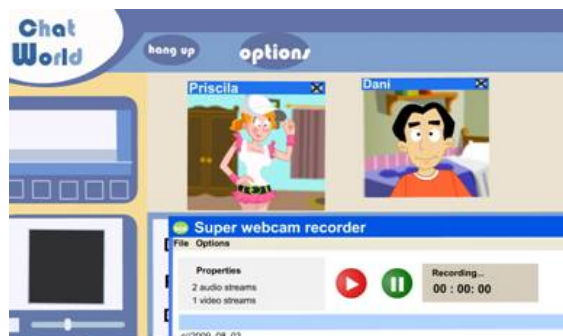 Chat
World
hang up
options
Priscila
Dani
Super webcam recorder
File Options
Properties
2 audio streams
1 video streams
Recording...
00 : 00: 00